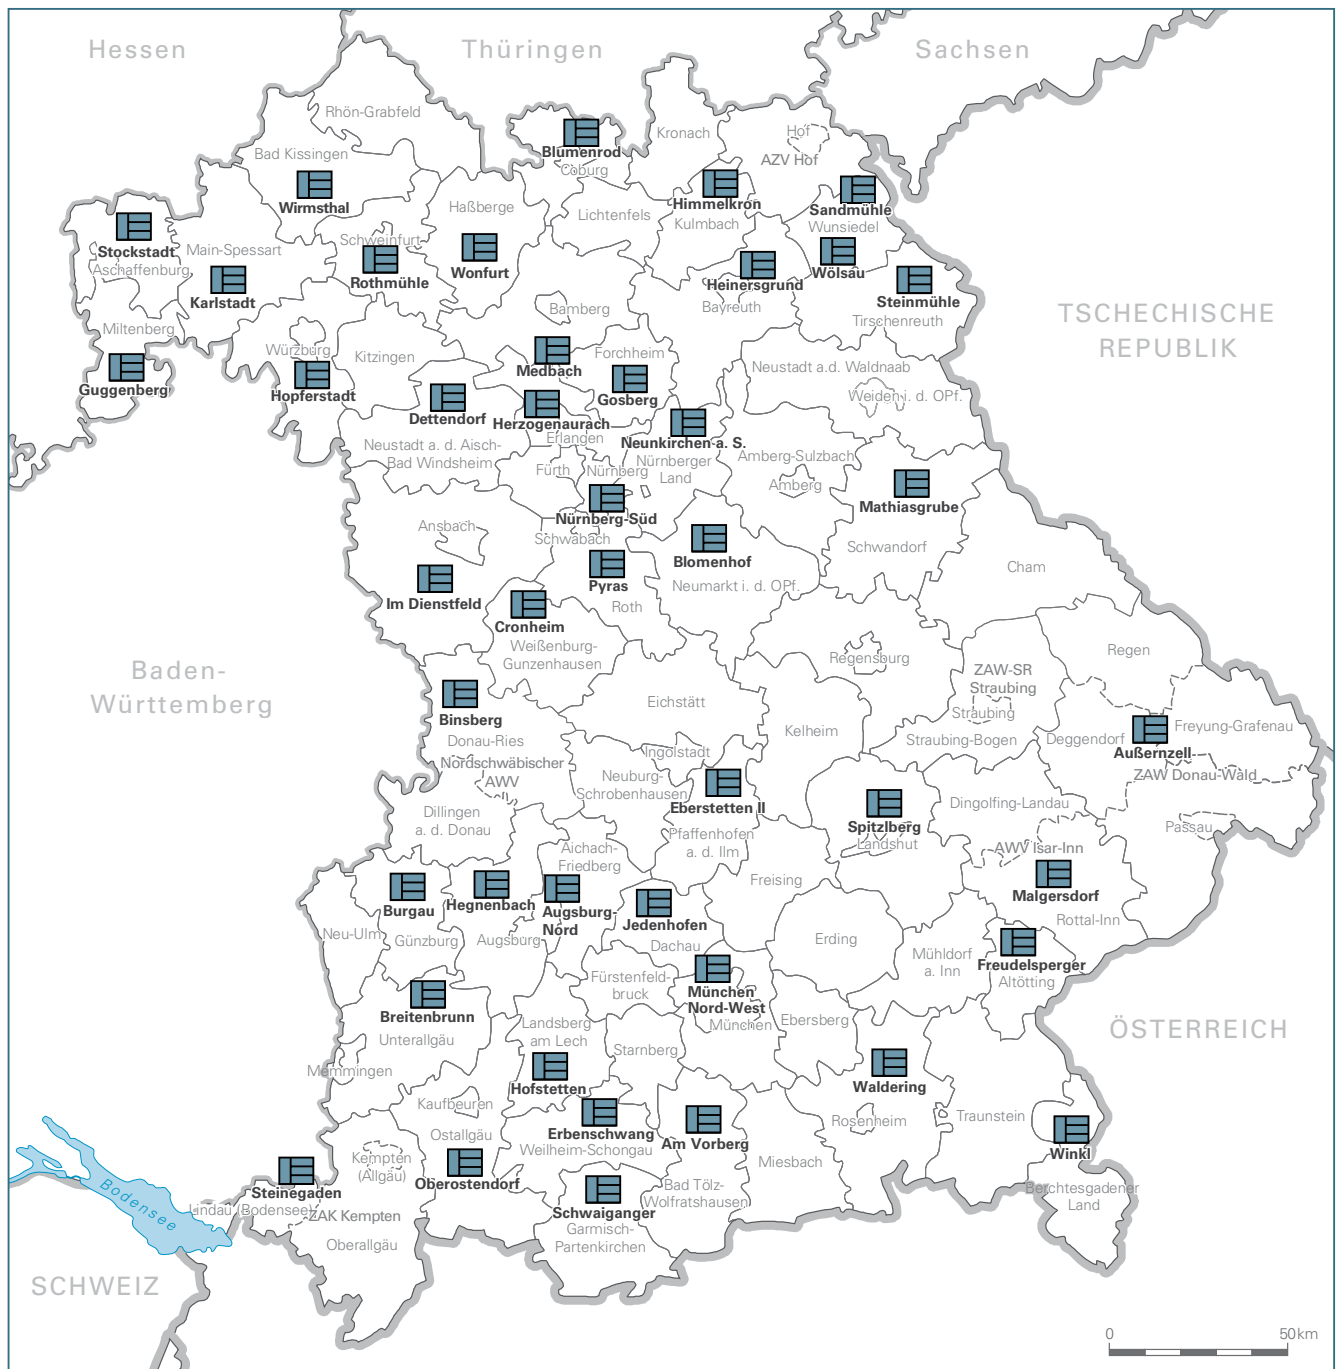 Hessen
Thüringen
Sachsen
Rhön-Grabfeld
Kronach
Hof
Blumenrod
Bad Kissingen
AZV Hof
Coburg
Wirmsthal
Haßberge
Himmelkron
Sandmühle
Lichtenfels
Kulmbach
Wunsiedel
Stockstadt
Main-Spessart
Schweinfurt
Aschaffenburg
Wonfurt
Wölsau
Rothmühle
Heinersgrund
Karlstadt
Steinmühle
Bamberg
Bayreuth
TSCHECHISCHE
REPUBLIK
Tirschenreuth
Miltenberg
Würzburg
Kitzingen
Forchheim
Neustadt a.d. Waldnaab
Medbach
Guggenberg
Hopferstadt
Gosberg
Weiden i. d. OPf.
Dettendorf
Herzogenaurach
Erlangen
Neunkirchen a. S.
Neustadt a. d. Aisch-
Bad Windsheim
Amberg-Sulzbach
Nürnberger
Land
Fürth
Nürnberg
Amberg
Mathiasgrube
Nürnberg-Süd
Ansbach
Schwabach
Schwandorf
Blomenhof
Cham
Pyras
Neumarkt i. d. OPf.
Im Dienstfeld
Roth
Cronheim
Weißenburg-
Gunzenhausen
Regen
Regensburg
ZAW-SR
Straubing
Baden-
Württemberg
Eichstätt
Straubing
Binsberg
Kelheim
Freyung-Grafenau
Donau-Ries
Straubing-Bogen
Deggendorf
Außernzell
Ingolstadt
Nordschwäbischer
AWV
ZAW Donau-Wald
Neuburg-
Schrobenhausen
Eberstetten II
Dingolfing-Landau
Dillingen
a. d. Donau
Spitzlberg
Passau
Pfaffenhofen
a. d. Ilm
Landshut
Aichach-
Friedberg
AWV Isar-Inn
Freising
Malgersdorf
Burgau
Hegnenbach
Augsburg-
Nord
Jedenhofen
Rottal-Inn
Neu-Ulm
Günzburg
Augsburg
Dachau
Erding
Mühldorf
a. Inn
Freudelsperger
Altötting
Fürstenfeld-
bruck
München
Nord-West
Breitenbrunn
München
Ebersberg
Landsberg
am Lech
ÖSTERREICH
Unterallgäu
Starnberg
Memmingen
Hofstetten
Waldering
Kaufbeuren
Rosenheim
Traunstein
Ostallgäu
Erbenschwang
Am Vorberg
Weilheim-Schongau
Winkl
Kempten
(Allgäu)
Miesbach
Oberostendorf
Bad Tölz-
Wolfratshausen
Steinegaden
Berchtesgadener
Land
Bodensee
Lindau (Bodensee)
ZAK Kempten
Schwaiganger
Garmisch-
Partenkirchen
Oberallgäu
SCHWEIZ
0 50 km